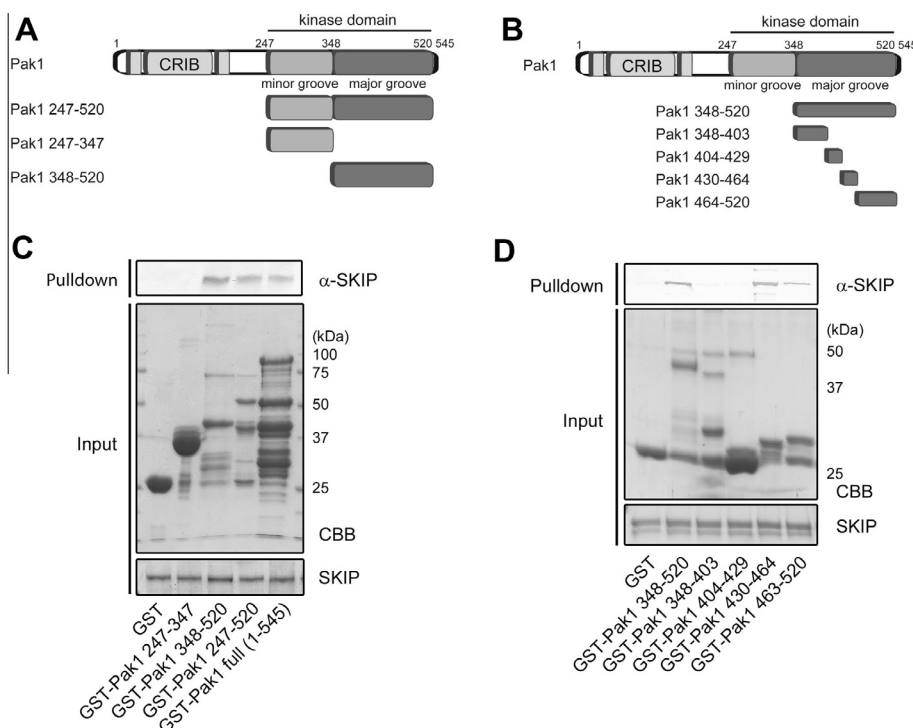 A
kinase domain
1 247 348 520 545
Pak1
CRIB
minor groove major groove
Pak1 247-520
Pak1 247-347
Pak1 348-520
B
kinase domain
1 247 348 520 545
Pak1
CRIB
minor groove major groove
Pak1 348-520
Pak1 348-403
Pak1 404-429
Pak1 430-464
Pak1 464-520
C
Pulldown
α-SKIP
(kDa)
100
75
50
37
25
Input
CBB
SKIP
GST
GST-Pak1 247-347
GST-Pak1 348-520
GST-Pak1 247-520
GST-Pak1 full (1-545)
D
Pulldown
α-SKIP
(kDa)
50
37
25
Input
CBB
SKIP
GST
GST-Pak1 348-520
GST-Pak1 348-403
GST-Pak1 404-429
GST-Pak1 430-464
GST-Pak1 463-520